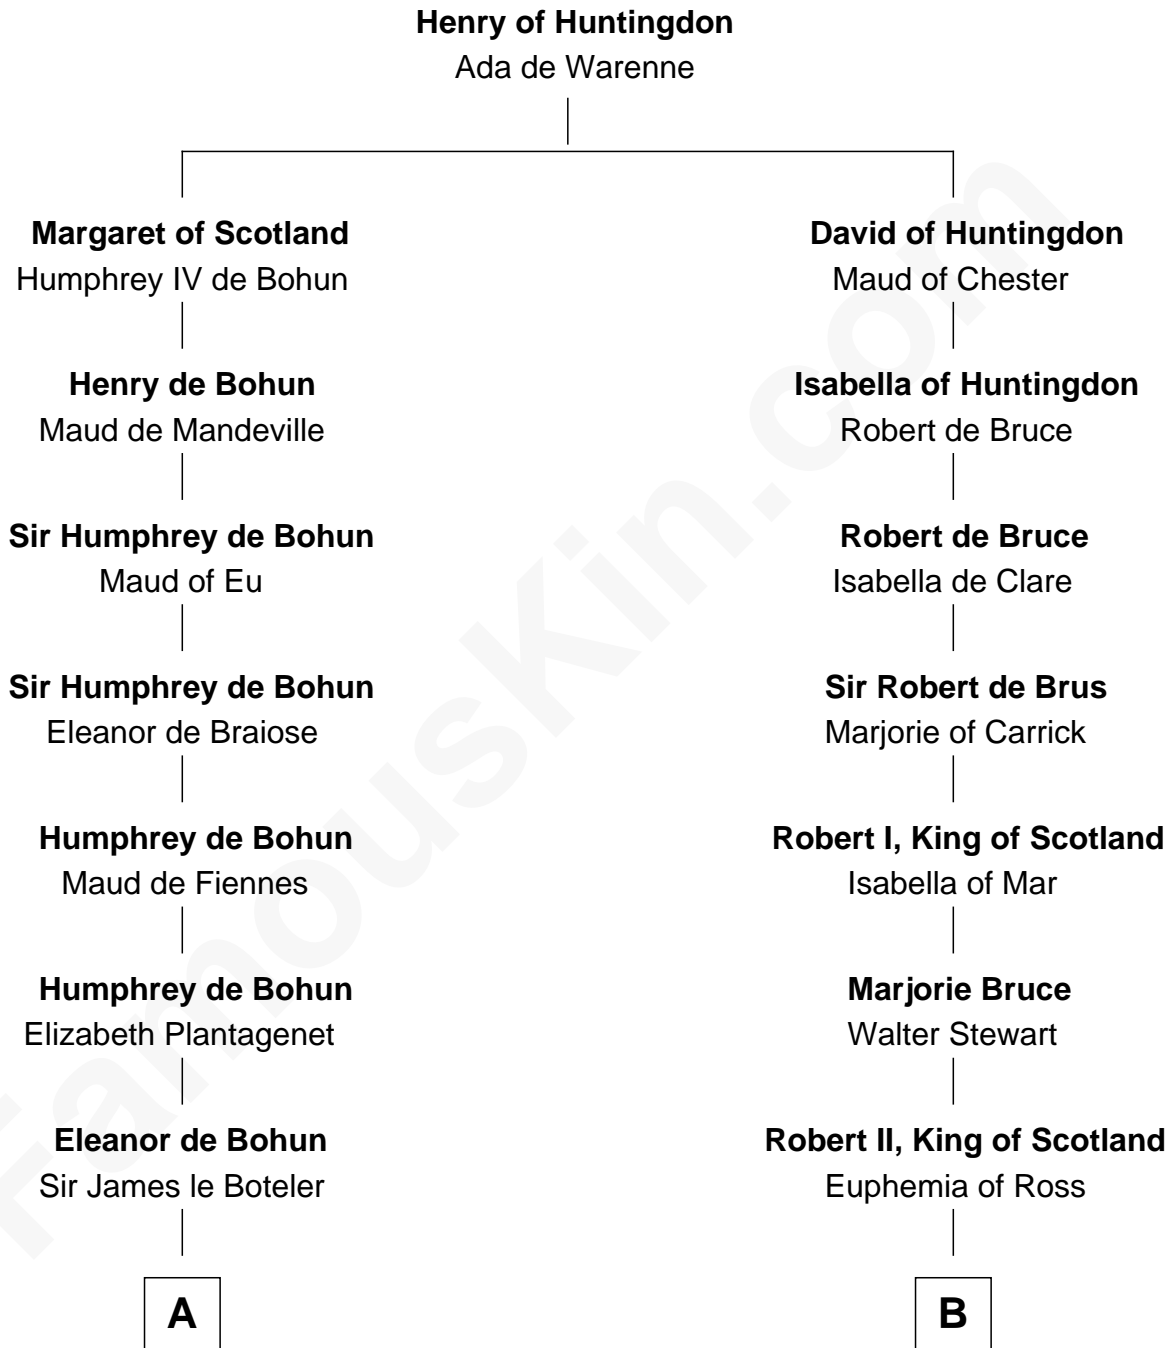 Henry of Huntingdon
Ada de Warenne
Margaret of Scotland
Humphrey IV de Bohun
David of Huntingdon
Maud of Chester
Henry de Bohun
Maud de Mandeville
Isabella of Huntingdon
Robert de Bruce
Sir Humphrey de Bohun
Maud of Eu
Robert de Bruce
Isabella de Clare
Sir Humphrey de Bohun
Eleanor de Braiose
Sir Robert de Brus
Marjorie of Carrick
Humphrey de Bohun
Maud de Fiennes
Robert I, King of Scotland
Isabella of Mar
Humphrey de Bohun
Elizabeth Plantagenet
Marjorie Bruce
Walter Stewart
Eleanor de Bohun
Sir James le Boteler
Robert II, King of Scotland
Euphemia of Ross
A
B
FamousKin.com